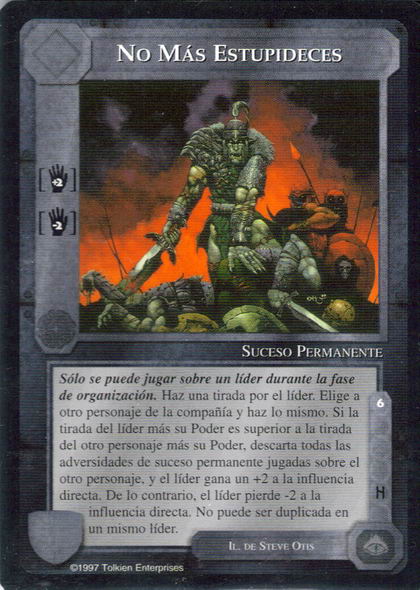 No Más Estupideces
[+2]
[-2]
Otis
Suceso Permanente
Sólo se puede jugar sobre un líder durante la fase
de organización. Haz una tirada por el líder. Elige a
otro personaje de la compañía y haz lo mismo. Si la
tirada del líder más su Poder es superior a la tirada
del otro personaje más su Poder, descarta todas las
adversidades de suceso permanente jugadas sobre el
otro personaje, y el líder gana un +2 a la influencia
directa. De lo contrario, el líder pierde -2 a la
influencia directa. No puede ser duplicada en
un mismo líder.
6
Il. de Steve Otis
©1997 Tolkien Enterprises